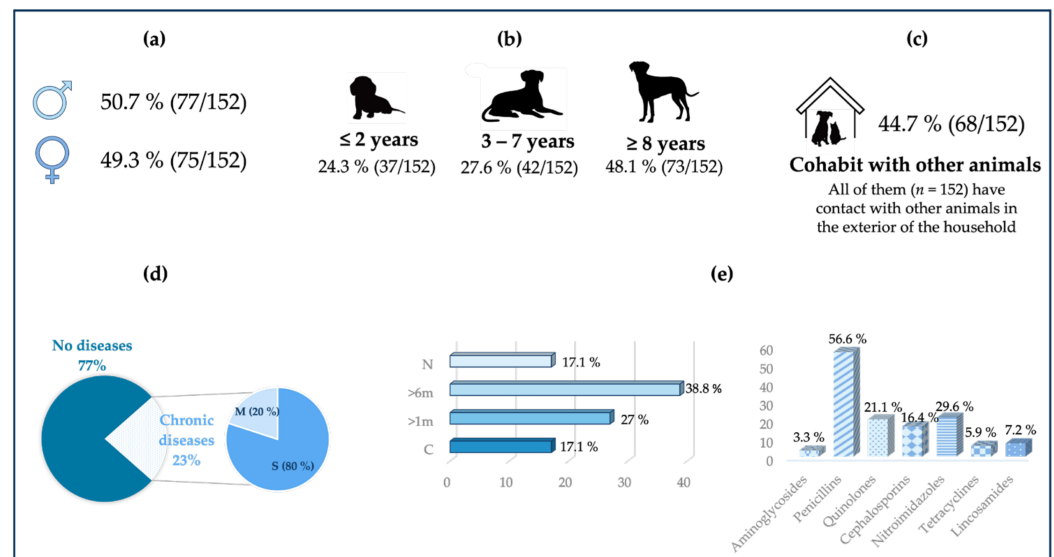 (a)
50.7 % (77/152)
49.3 % (75/152)
(b)
≤ 2 years
24.3 % (37/152)
3 – 7 years
27.6 % (42/152)
≥ 8 years
48.1 % (73/152)
(c)
44.7 % (68/152)
Cohabit with other animals
All of them (n = 152) have
contact with other animals in
the exterior of the household
(d)
No diseases
77%
Chronic
diseases
23%
M (20 %)
S (80 %)
(e)
N
17.1 %
>6m
38.8 %
>1m
27 %
C
17.1 %
0 10 20 30 40
60
50
40
30
20
10
0
3.3 %
56.6 %
21.1 %
16.4 %
29.6 %
5.9 %
7.2 %
Aminoglycosides
Penicillins
Quinolones
Cephalosporins
Nitroimidazoles
Tetracyclines
Lincosamides